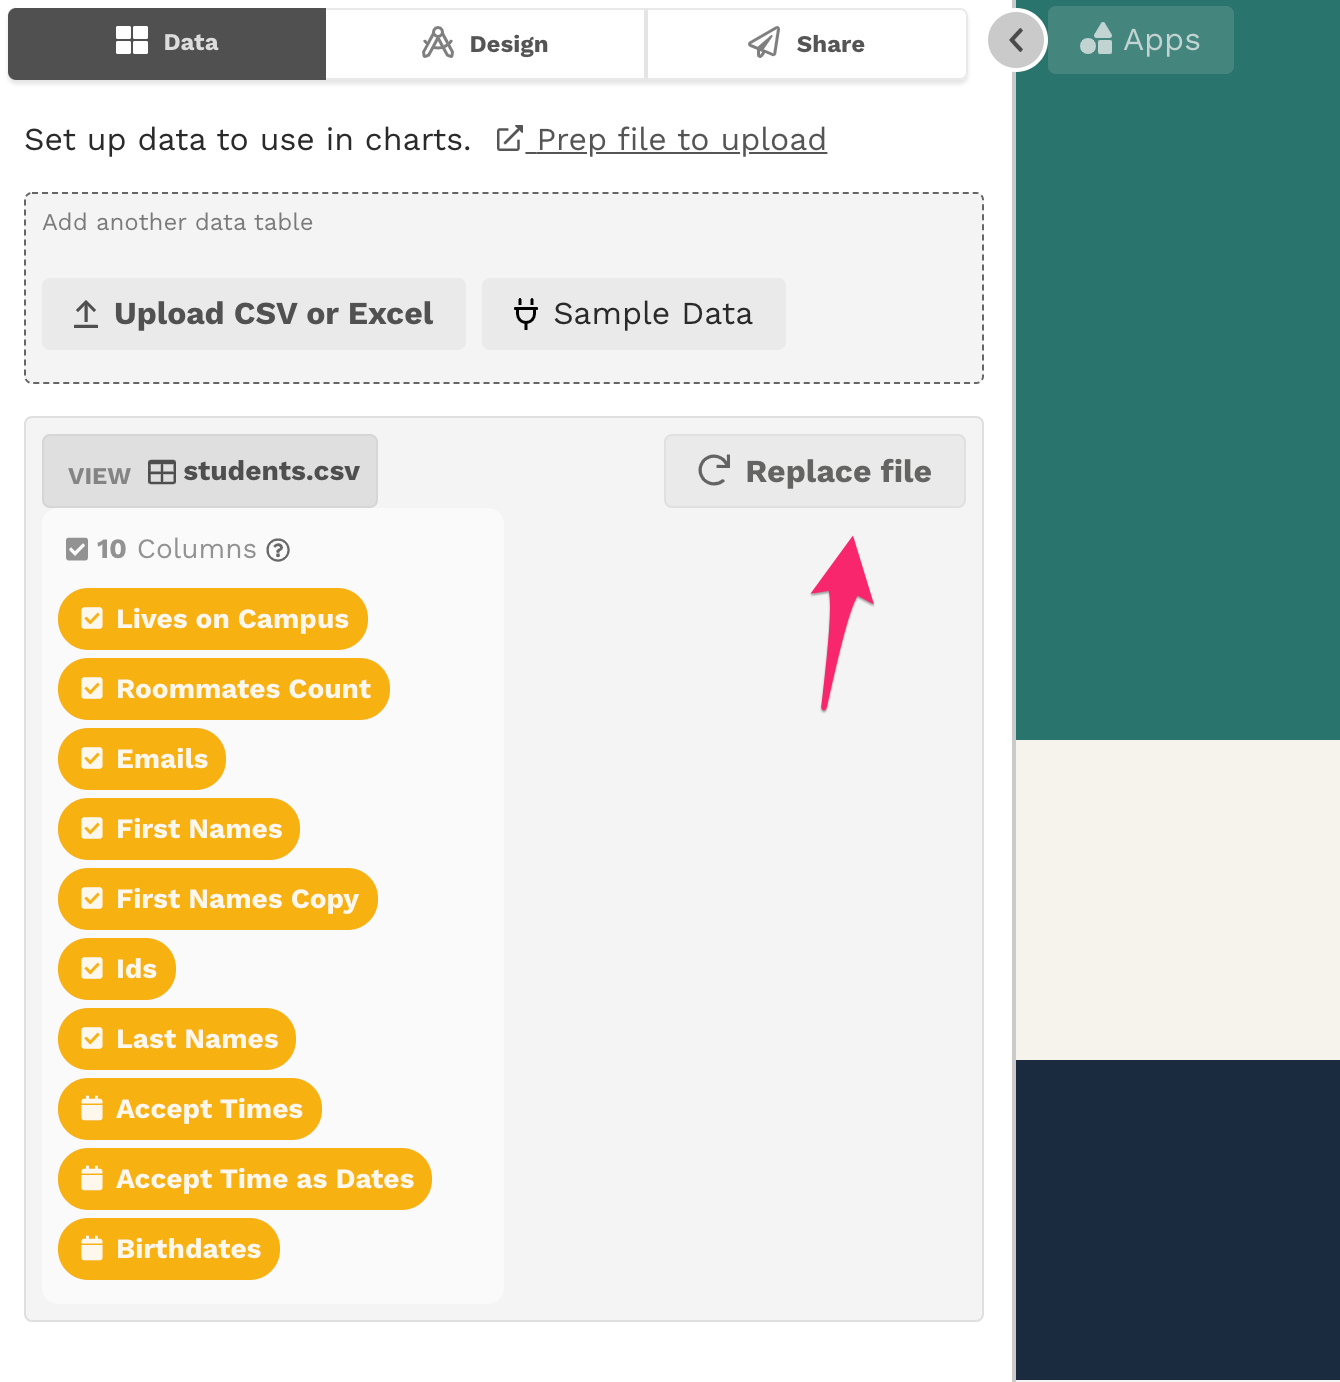 Data
Design
Share
Apps
Set up data to use in charts. Prep file to upload
Add another data table
Upload CSV or Excel
Sample Data
VIEW students.csv
Replace file
10 Columns ?
Lives on Campus
Roommates Count
Emails
First Names
First Names Copy
Ids
Last Names
Accept Times
Accept Time as Dates
Birthdates